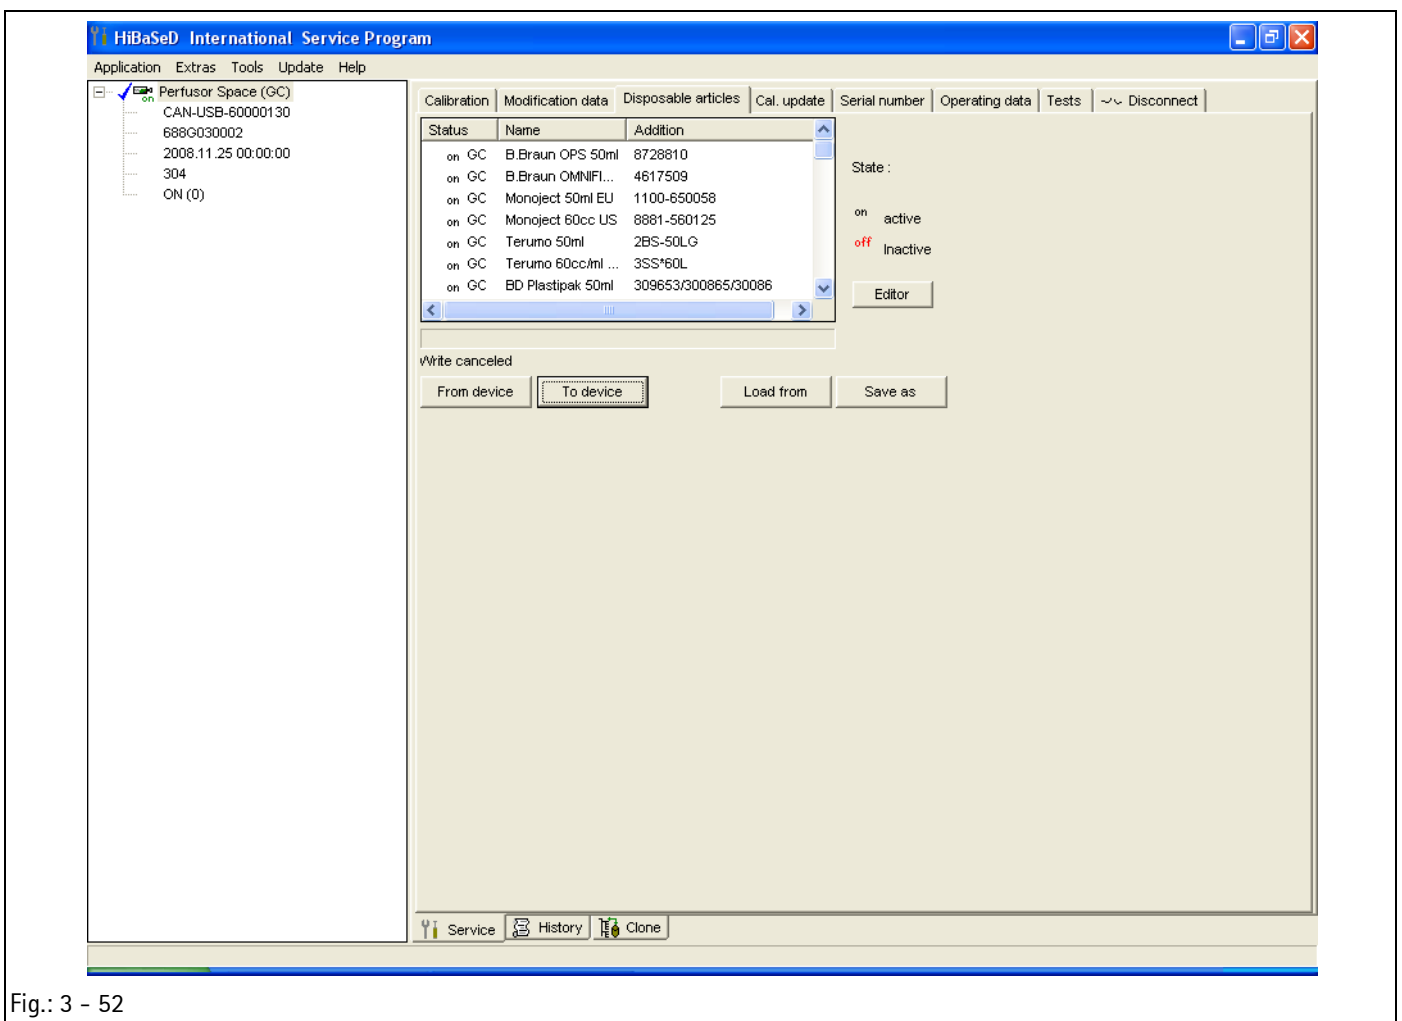 HiBaSeD International Service Program
Application Extras Tools Update Help
Perfusor Space (GC)
on
CAN-USB-60000130
688G030002
2008.11.25 00:00:00
304
ON (0)
Calibration Modification data Disposable articles Cal. update Serial number Operating data Tests Disconnect
Status Name Addition
on GC B.Braun OPS 50ml 8728810
on GC B.Braun OMNIFI... 4617509
on GC Monoject 50ml EU 1100-650058
on GC Monoject 60cc US 8881-560125
on GC Terumo 50ml 2BS-50LG
on GC Terumo 60cc/ml ... 3SS*60L
on GC BD Plastipak 50ml 309653/300865/30086
State :
on active
off Inactive
Editor
Write canceled
From device To device Load from Save as
Service History Clone
Fig.: 3 - 52